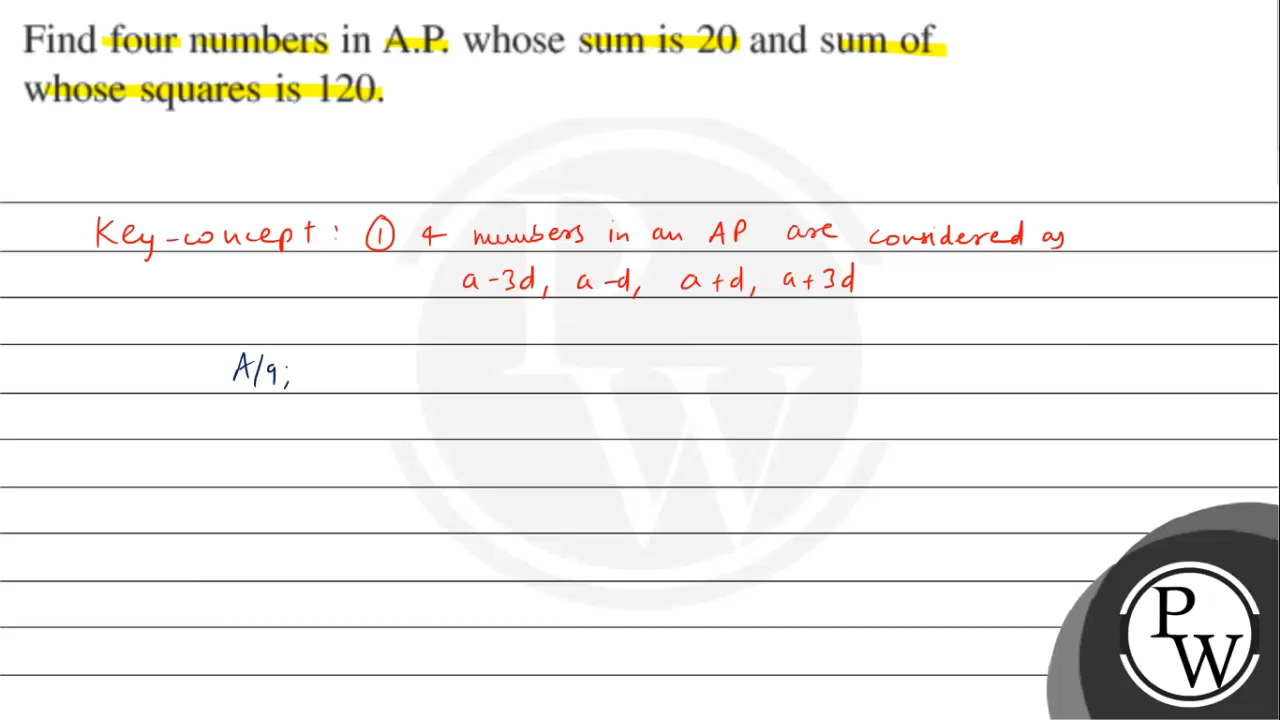 Find four numbers in A.P. whose sum is 20 and sum of
whose squares is 120.
Key-concept: ① 4 numbers in an AP are considered as
a-3d, a-d, a+d, a+3d
A/q;
P
W
P
W